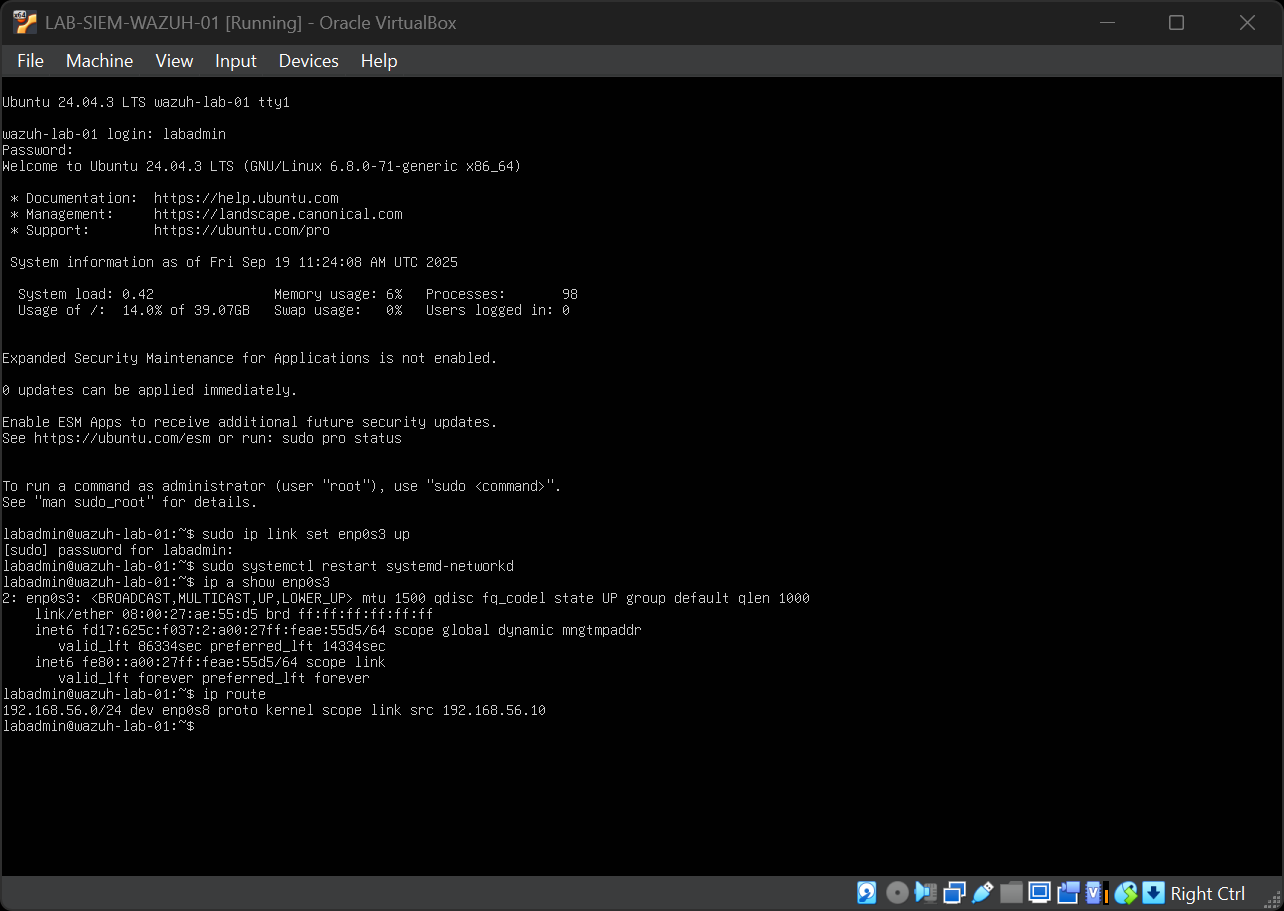 LAB-SIEM-WAZUH-01 [Running] - Oracle VirtualBox
File Machine View Input Devices Help
Ubuntu 24.04.3 LTS wazuh-lab-01 tty1
wazuh-lab-01 login: labadmin
Password:
Welcome to Ubuntu 24.04.3 LTS (GNU/Linux 6.8.0-71-generic x86_64)
* Documentation:  https://help.ubuntu.com
* Management:     https://landscape.canonical.com
* Support:        https://ubuntu.com/pro
System information as of Fri Sep 19 11:24:08 AM UTC 2025
System load: 0.42               Memory usage: 6%   Processes:       98
Usage of /:  14.0% of 39.07GB   Swap usage:   0%   Users logged in: 0
Expanded Security Maintenance for Applications is not enabled.
0 updates can be applied immediately.
Enable ESM Apps to receive additional future security updates.
See https://ubuntu.com/esm or run: sudo pro status
To run a command as administrator (user "root"), use "sudo <command>".
See "man sudo_root" for details.
labadmin@wazuh-lab-01:~$ sudo ip link set enp0s3 up
[sudo] password for labadmin:
labadmin@wazuh-lab-01:~$ sudo systemctl restart systemd-networkd
labadmin@wazuh-lab-01:~$ ip a show enp0s3
2: enp0s3: <BROADCAST,MULTICAST,UP,LOWER_UP> mtu 1500 qdisc fq_codel state UP group default qlen 1000
link/ether 08:00:27:ae:55:d5 brd ff:ff:ff:ff:ff:ff
inet6 fd17:625c:f037:2:a00:27ff:feae:55d5/64 scope global dynamic mngtmpaddr
valid_lft 86334sec preferred_lft 14334sec
inet6 fe80::a00:27ff:feae:55d5/64 scope link
valid_lft forever preferred_lft forever
labadmin@wazuh-lab-01:~$ ip route
192.168.56.0/24 dev enp0s8 proto kernel scope link src 192.168.56.10
labadmin@wazuh-lab-01:~$
Right Ctrl